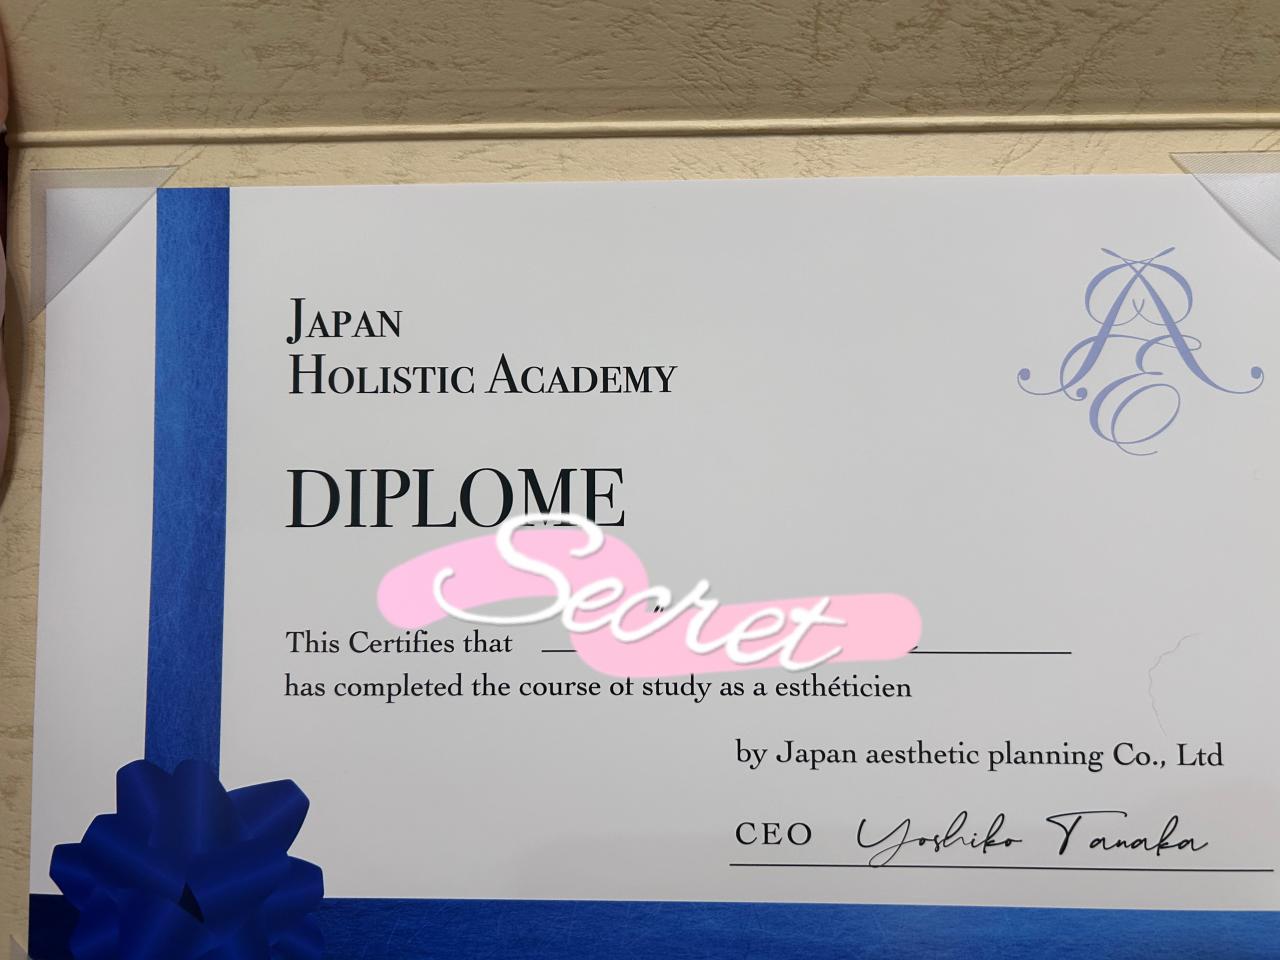 Japan
Holistic Academy
DIPLOME
Secret
This Certifies that
has completed the course of study as a esthéticien
by Japan aesthetic planning Co., Ltd
CEO Yoshiko Tanaka